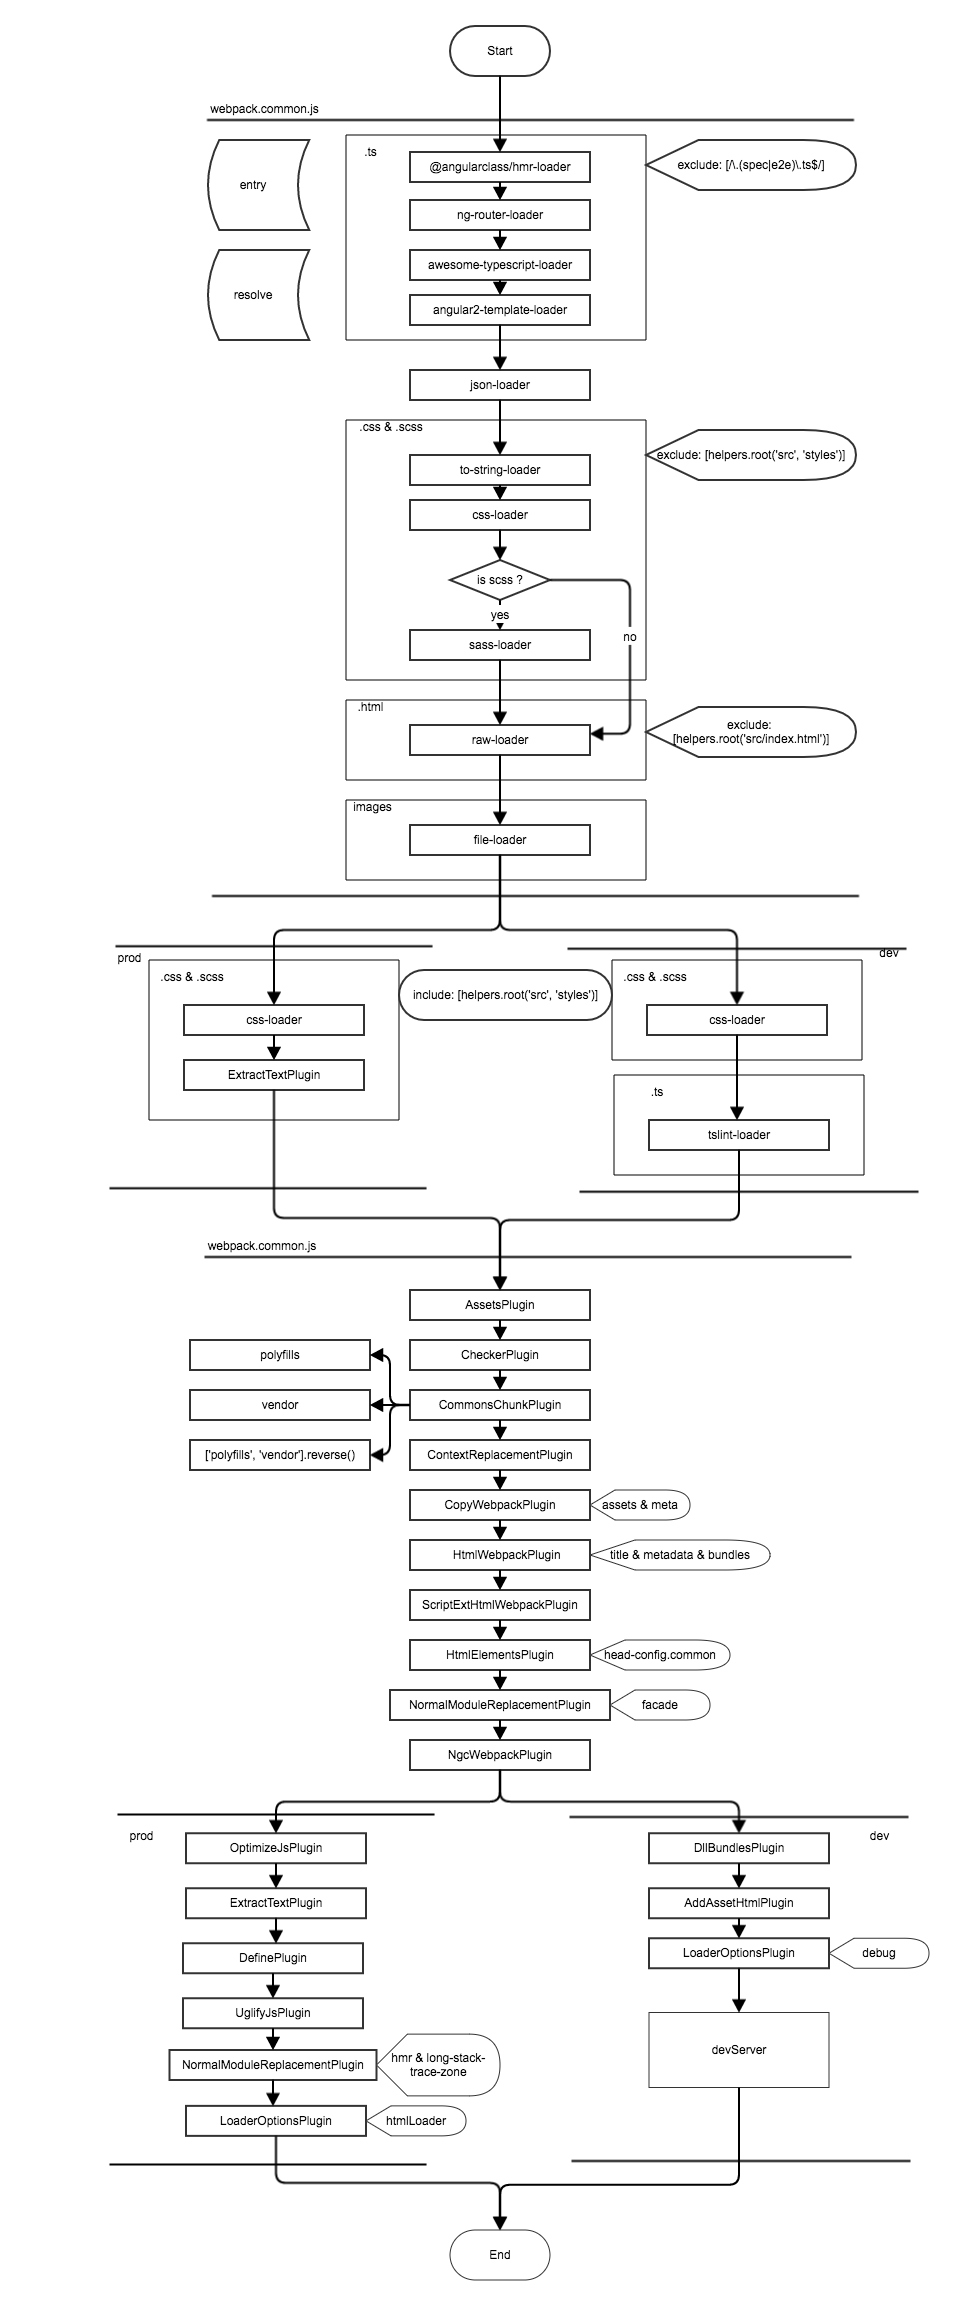 Start
webpack.common.js
entry
resolve
.ts
@angularclass/hmr-loader
exclude: [/\.(spec|e2e)\.ts$/]
ng-router-loader
awesome-typescript-loader
angular2-template-loader
json-loader
.css & .scss
exclude: [helpers.root('src', 'styles')]
to-string-loader
css-loader
is scss ?
yes
no
sass-loader
.html
raw-loader
exclude:
[helpers.root('src/index.html')]
images
file-loader
prod
.css & .scss
css-loader
ExtractTextPlugin
include: [helpers.root('src', 'styles')]
dev
.css & .scss
css-loader
.ts
tslint-loader
webpack.common.js
AssetsPlugin
CheckerPlugin
CommonsChunkPlugin
polyfills
vendor
['polyfills', 'vendor'].reverse()
ContextReplacementPlugin
CopyWebpackPlugin
assets & meta
HtmlWebpackPlugin
title & metadata & bundles
ScriptExtHtmlWebpackPlugin
HtmlElementsPlugin
head-config.common
NormalModuleReplacementPlugin
facade
NgcWebpackPlugin
prod
OptimizeJsPlugin
ExtractTextPlugin
DefinePlugin
UglifyJsPlugin
NormalModuleReplacementPlugin
hmr & long-stack-
trace-zone
LoaderOptionsPlugin
htmlLoader
dev
DllBundlesPlugin
AddAssetHtmlPlugin
LoaderOptionsPlugin
debug
devServer
End